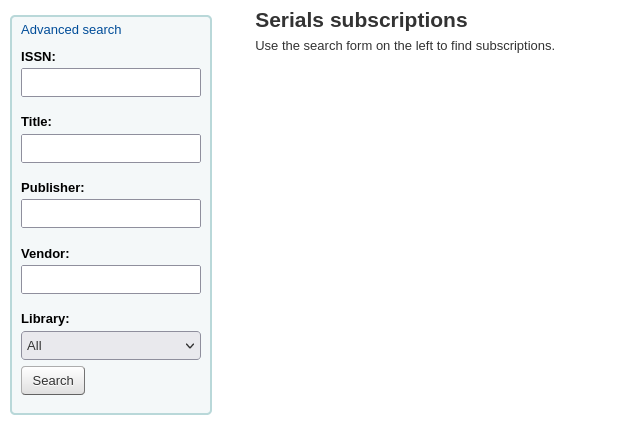 Advanced search
ISSN:
Title:
Publisher:
Vendor:
Library:
All
Search
Serials subscriptions
Use the search form on the left to find subscriptions.